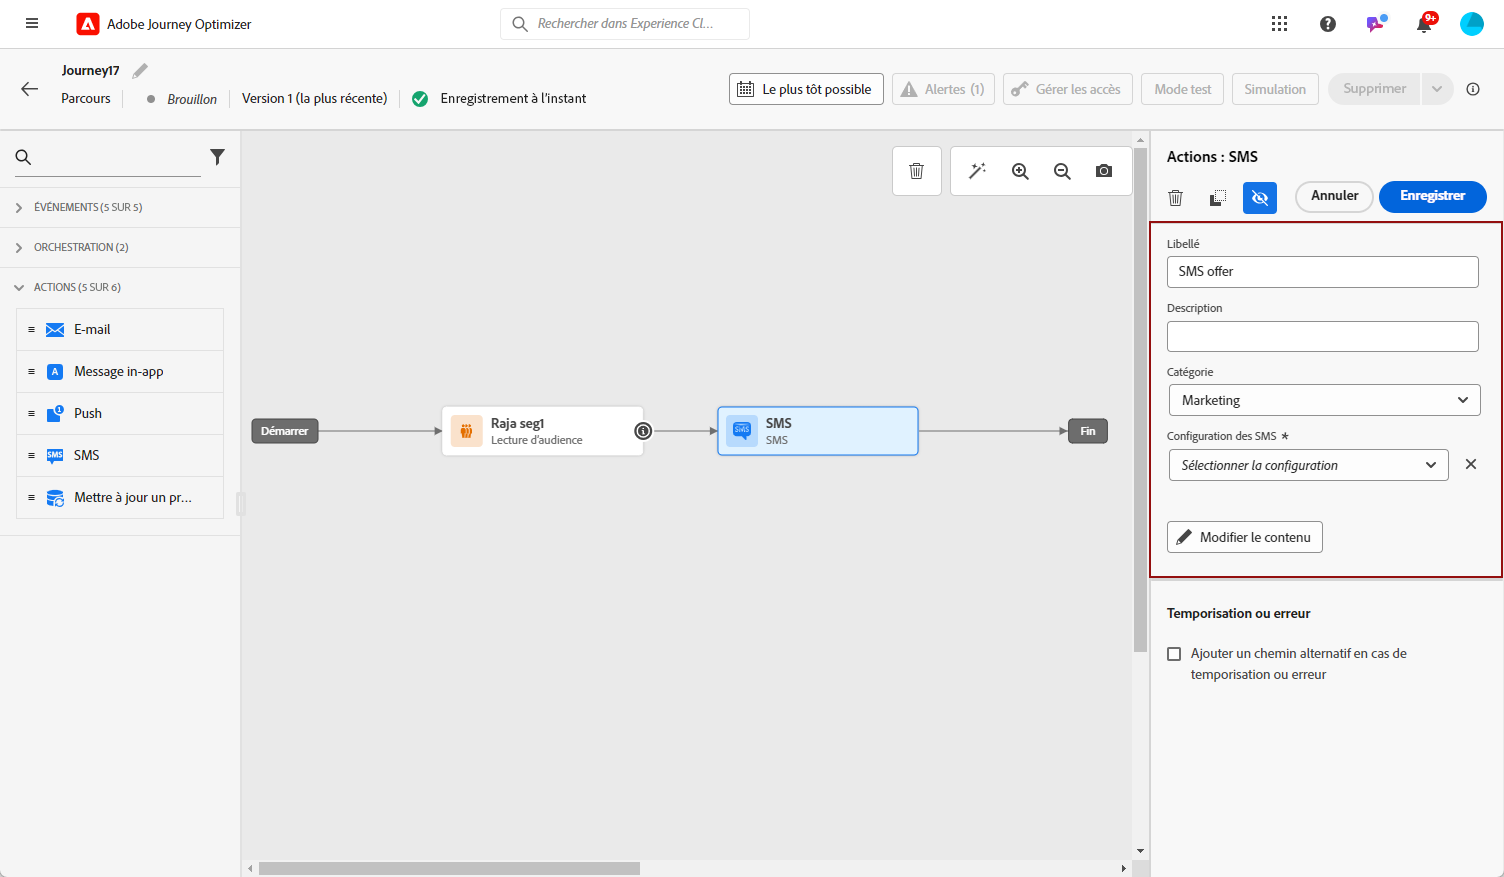 Adobe Journey Optimizer
Rechercher dans Experience Cl...
9+
Journey17
Parcours
Brouillon
Version 1 (la plus récente)
Enregistrement à l'instant
Le plus tôt possible
Alertes (1)
Gérer les accès
Mode test
Simulation
Supprimer
ÉVÉNEMENTS (5 SUR 5)
ORCHESTRATION (2)
ACTIONS (5 SUR 6)
E-mail
A
Message in-app
1
Push
SMS
SMS
Mettre à jour un pr...
Démarrer
Raja seg1
Lecture d'audience
SMS
SMS
SMS
Fin
Actions : SMS
Annuler
Enregistrer
Libellé
SMS offer
Description
Catégorie
Marketing
Configuration des SMS *
Sélectionner la configuration
Modifier le contenu
Temporisation ou erreur
Ajouter un chemin alternatif en cas de
temporisation ou erreur